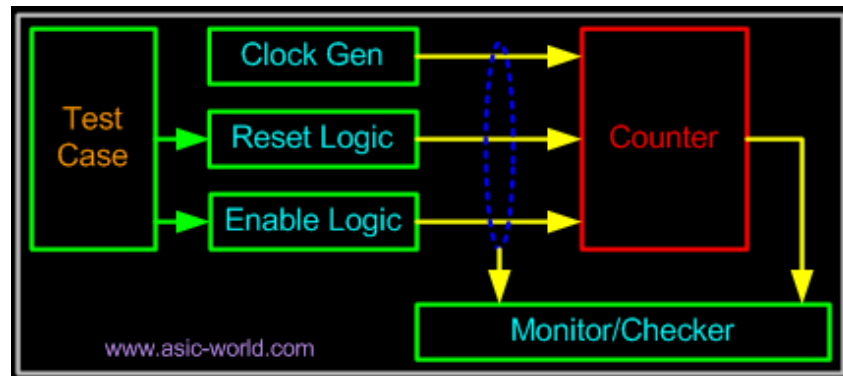 Test
Case
Clock Gen
Reset Logic
Enable Logic
Counter
Monitor/Checker
www.asic-world.com